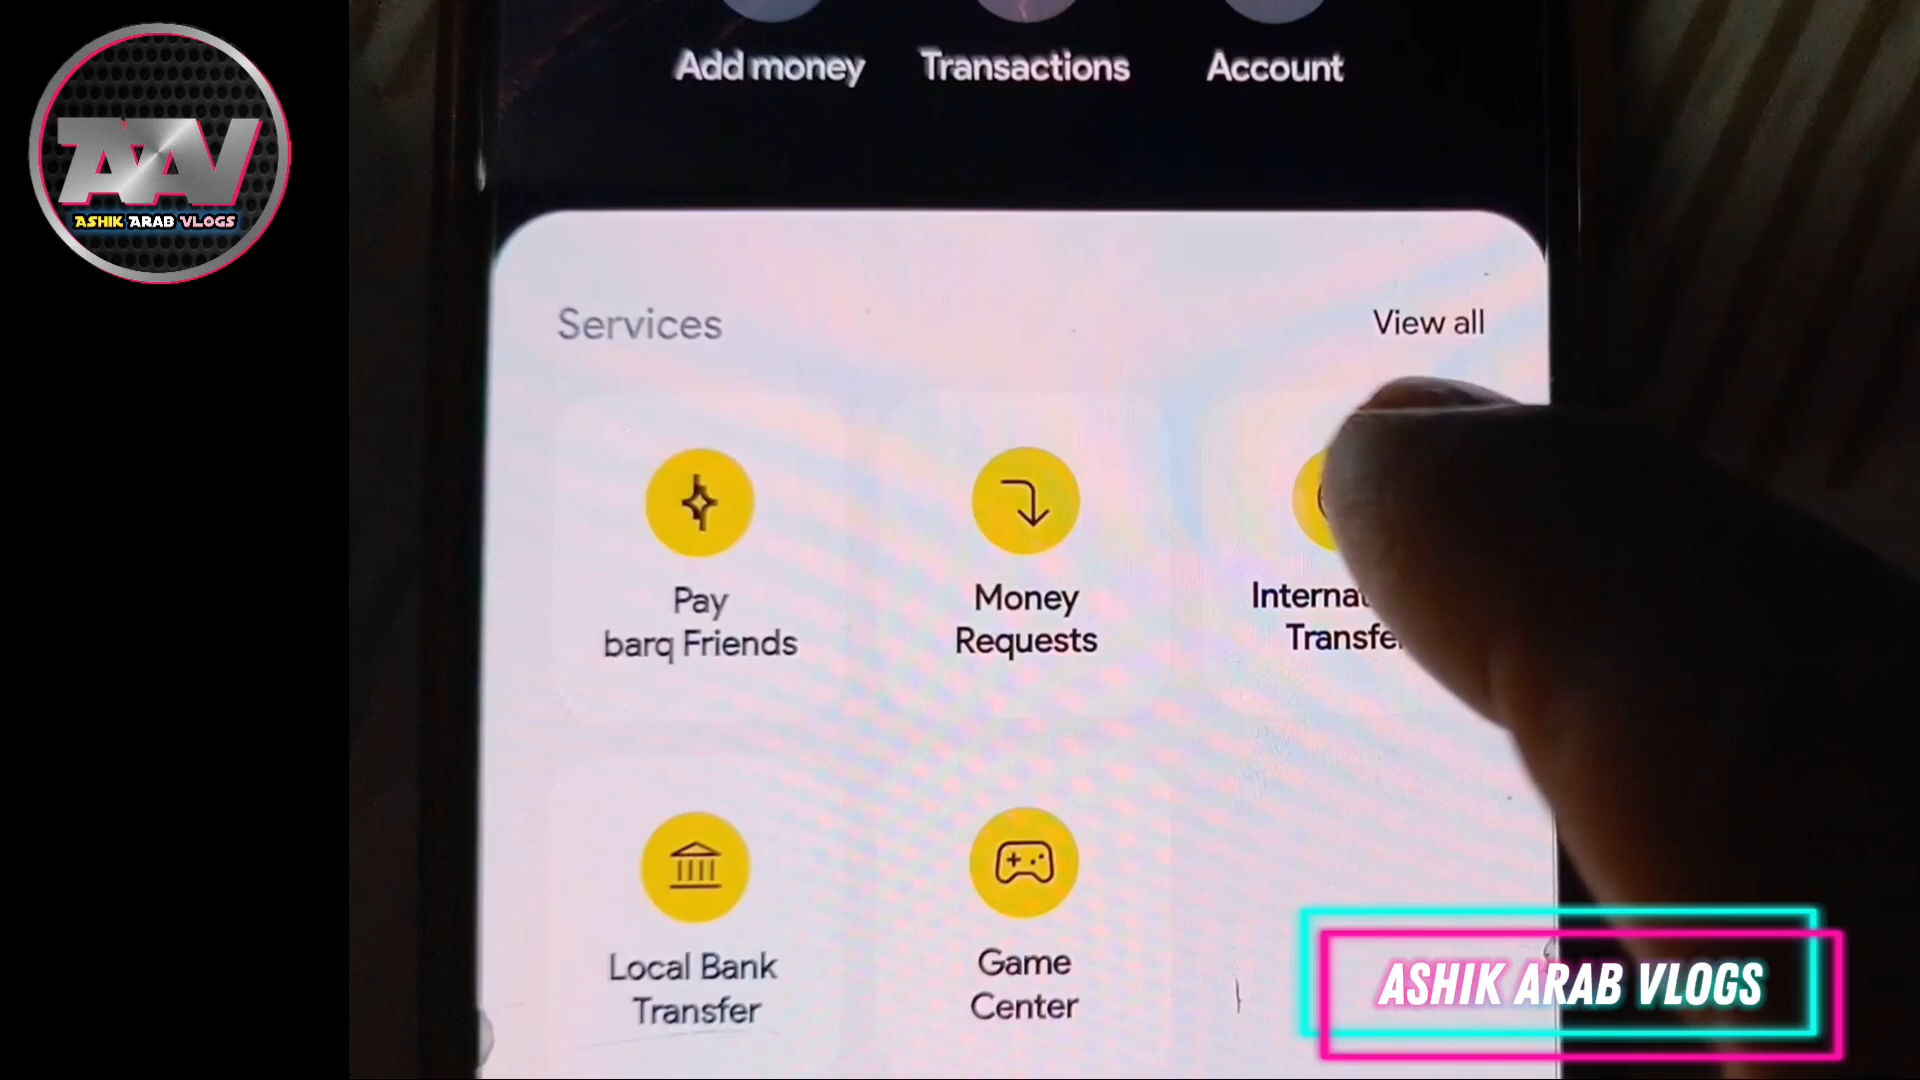 AAV
ASHIK ARAB VLOGS
Add money
Transactions
Account
Services
View all
Pay
barq Friends
Money
Requests
Transfer
Local Bank
Transfer
Game
Center
ASHIK ARAB VLOGS